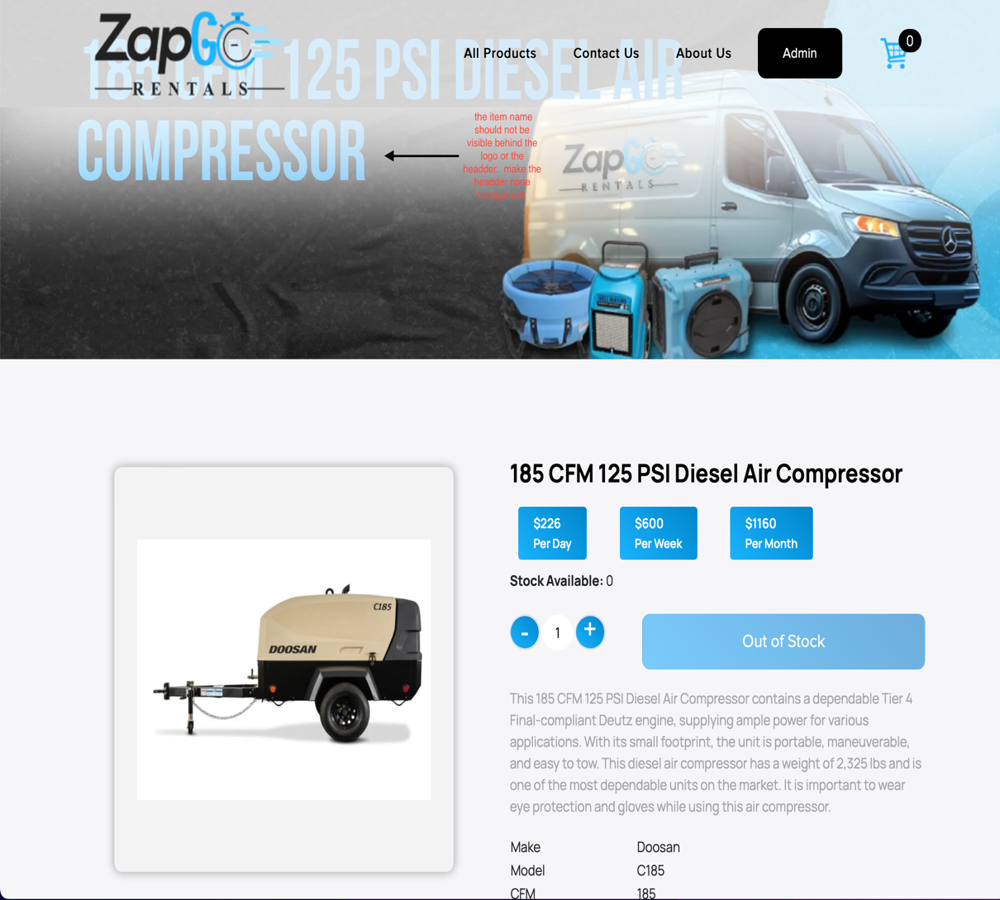 ZapGo
RENTALS
All Products
Contact Us
About Us
Admin
0
185 CFM 125 PSI DIESEL AIR
COMPRESSOR
the item name
should not be
visible behind the
logo or the
headder. make the
headder none
transparent
ZapGo
RENTALS
185 CFM 125 PSI Diesel Air Compressor
$226
Per Day
$600
Per Week
$1160
Per Month
Stock Available: 0
- 1 +
Out of Stock
C185
DOOSAN
This 185 CFM 125 PSI Diesel Air Compressor contains a dependable Tier 4
Final-compliant Deutz engine, supplying ample power for various
applications. With its small footprint, the unit is portable, maneuverable,
and easy to tow. This diesel air compressor has a weight of 2,325 lbs and is
one of the most dependable units on the market. It is important to wear
eye protection and gloves while using this air compressor.
Make Doosan
Model C185
CFM 185